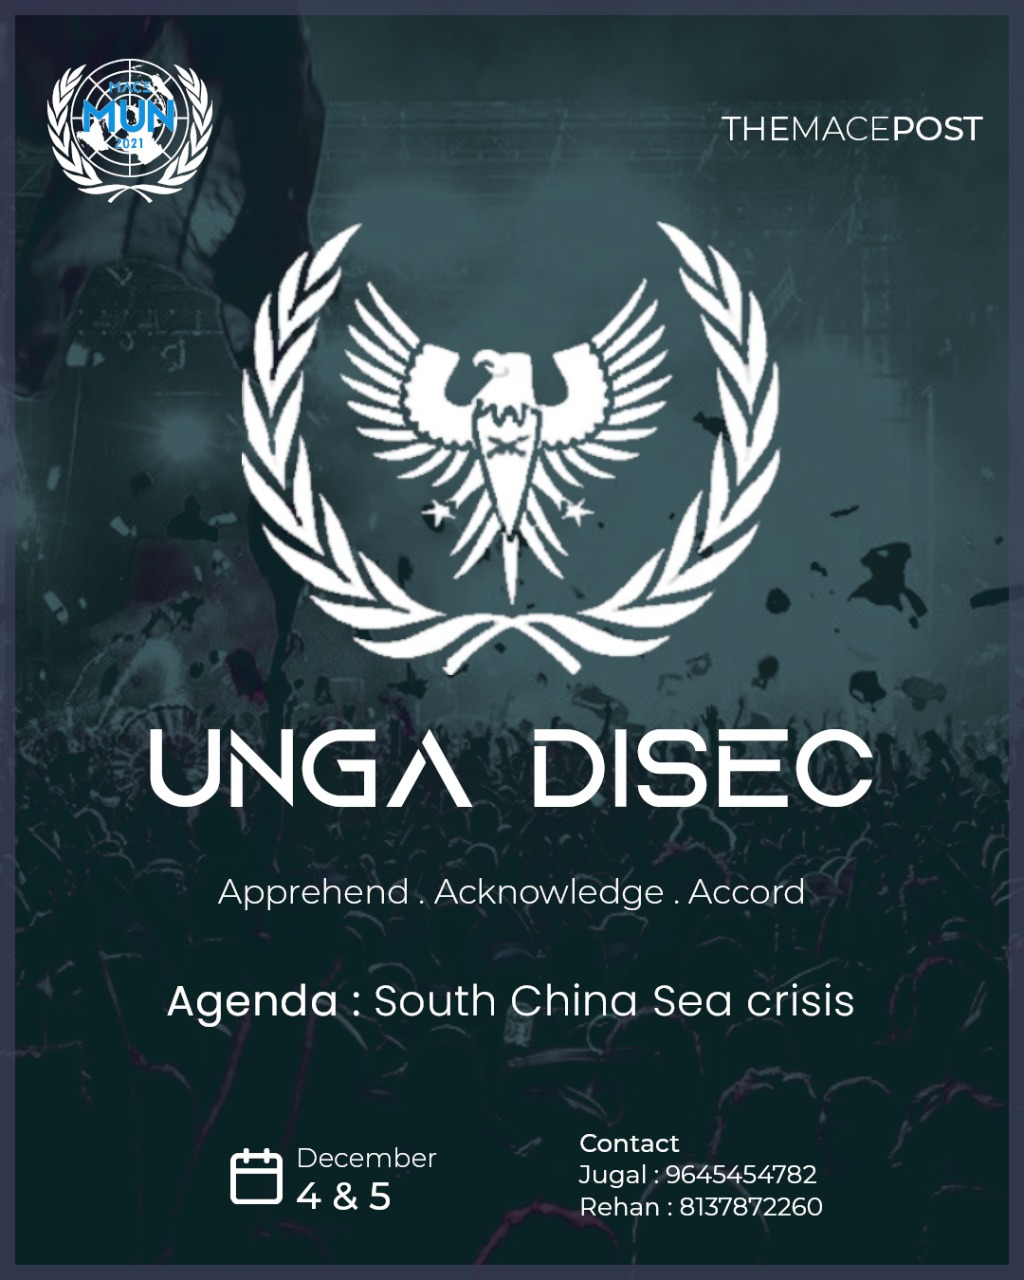 MACE
MUN
2021
THEMACEPOST
UNGA DISEC
Apprehend . Acknowledge . Accord
Agenda : South China Sea crisis
December
4 & 5
Contact
Jugal : 9645454782
Rehan : 8137872260